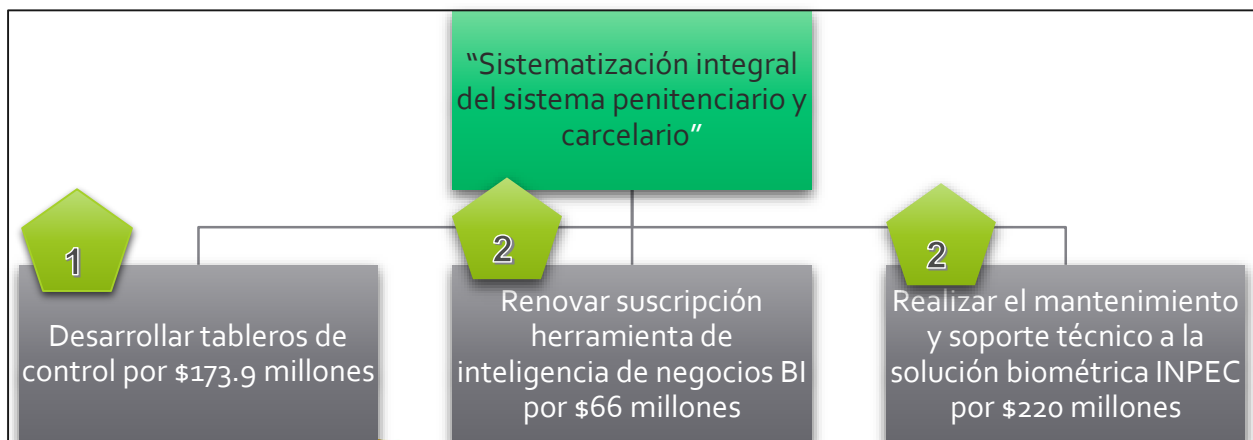 “Sistematización integral
del sistema penitenciario y
carcelario”
1
Desarrollar tableros de
control por $173.9 millones
2
Renovar suscripción
herramienta de
inteligencia de negocios BI
por $66 millones
2
Realizar el mantenimiento
y soporte técnico a la
solución biométrica INPEC
por $220 millones